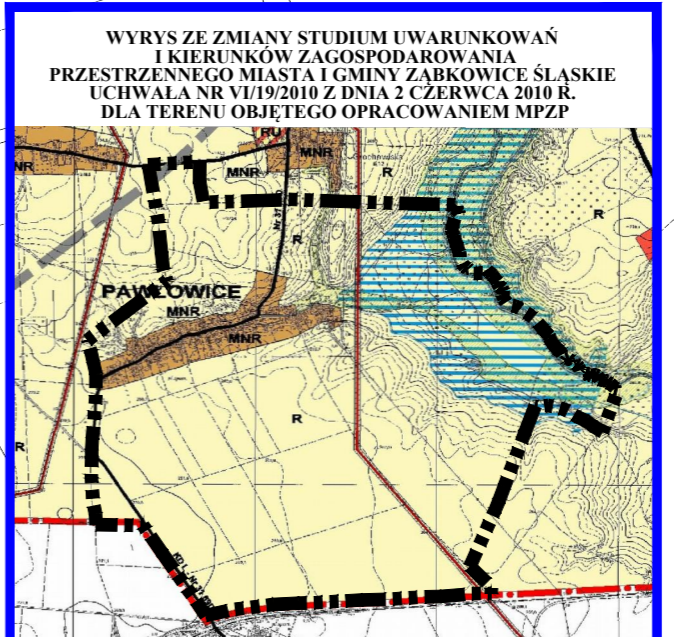 WYRYS ZE ZMIANY STUDIUM UWARUNKOWAŃ
I KIERUNKÓW ZAGOSPODAROWANIA
PRZESTRZENNEGO MIASTA I GMINY ZĄBKOWICE ŚLĄSKIE
UCHWAŁA NR VI/19/2010 Z DNIA 2 CZERWCA 2010 R.
DLA TERENU OBJĘTEGO OPRACOWANIEM MPZP
RU
NR
MNR
MNR
R
R
R
PAWŁOWICE
MNR
MNR
R
R